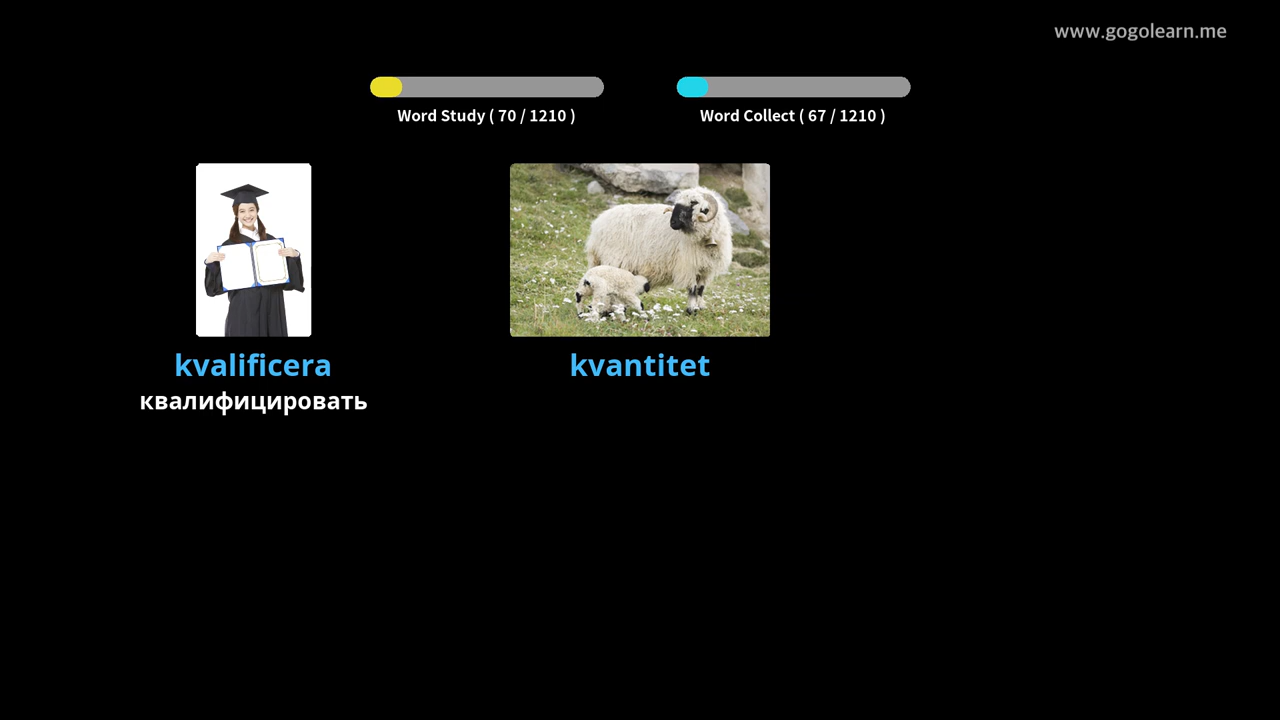 www.gogolearn.me
Word Study ( 70 / 1210 )
Word Collect ( 67 / 1210 )
kvalificera
квалифицировать
kvantitet